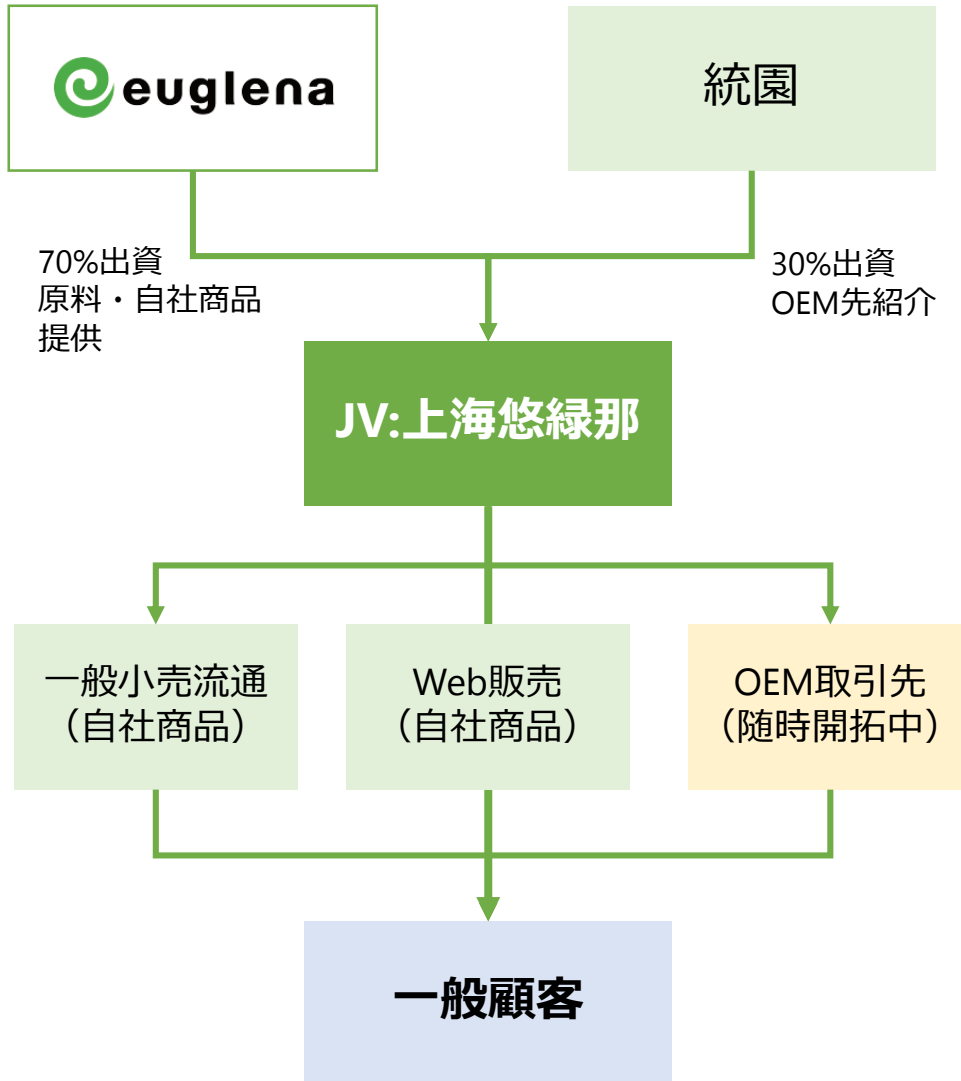 euglena
統園
70%出資
原料・自社商品
提供
30%出資
OEM先紹介
JV:上海悠緑那
一般小売流通
（自社商品）
Web販売
（自社商品）
OEM取引先
（随時開拓中）
一般顧客